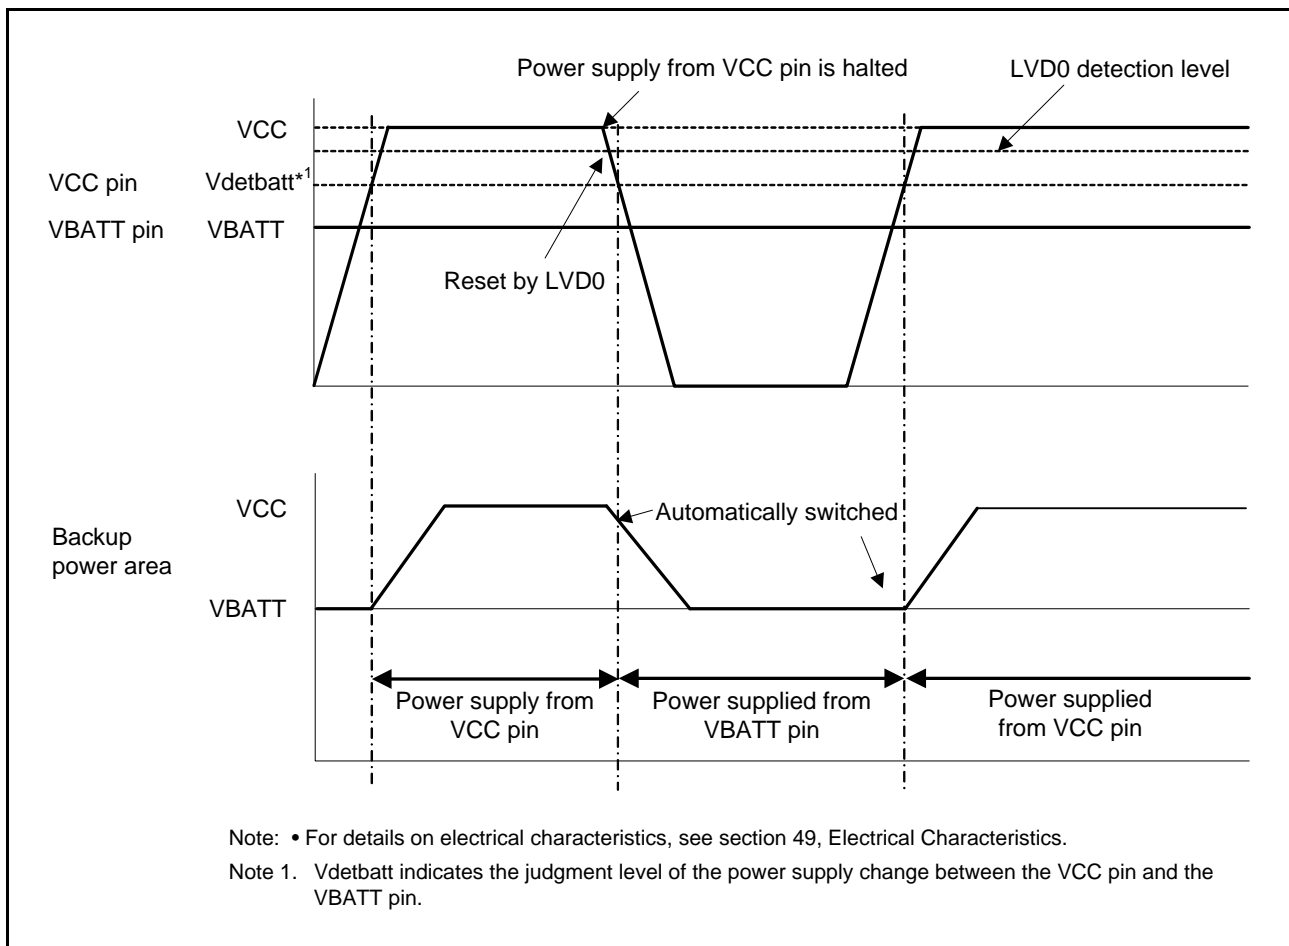 Power supply from VCC pin is halted
LVD0 detection level
VCC
VCC pin
Vdetbatt*1
VBATT pin
VBATT
Reset by LVD0
VCC
Automatically switched
Backup
power area
VBATT
Power supply from
VCC pin
Power supplied from
VBATT pin
Power supplied
from VCC pin
Note: • For details on electrical characteristics, see section 49, Electrical Characteristics.
Note 1. Vdetbatt indicates the judgment level of the power supply change between the VCC pin and the
VBATT pin.